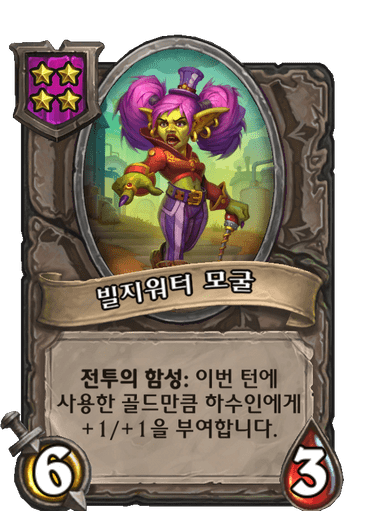 빌지워터 모굴
전투의 함성: 이번 턴에
사용한 골드만큼 하수인에게
+1/+1을 부여합니다.
6
3